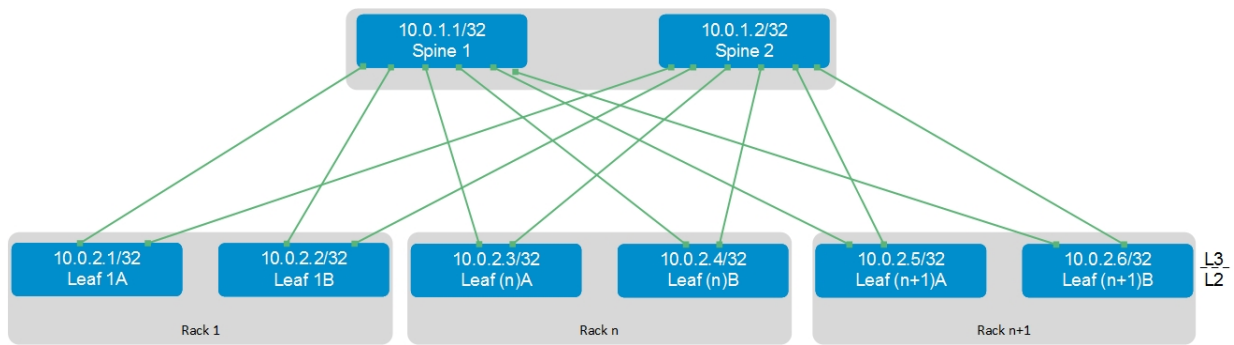 10.0.1.1/32
Spine 1
10.0.1.2/32
Spine 2
10.0.2.1/32
Leaf 1A
10.0.2.2/32
Leaf 1B
10.0.2.3/32
Leaf (n)A
10.0.2.4/32
Leaf (n)B
10.0.2.5/32
Leaf (n+1)A
10.0.2.6/32
Leaf (n+1)B
L3
L2
Rack 1
Rack n
Rack n+1